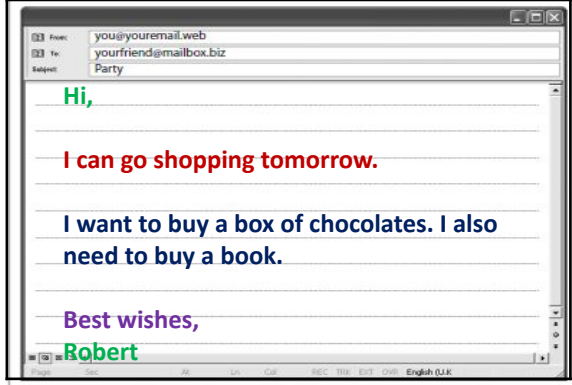 From: you@youremail.web
To: yourfriend@mailbox.biz
Subject: Party
Hi,
I can go shopping tomorrow.
I want to buy a box of chocolates. I also
need to buy a book.
Best wishes,
Robert
Page Sec At Ln Col REC TRK EXT OVR English (U.K